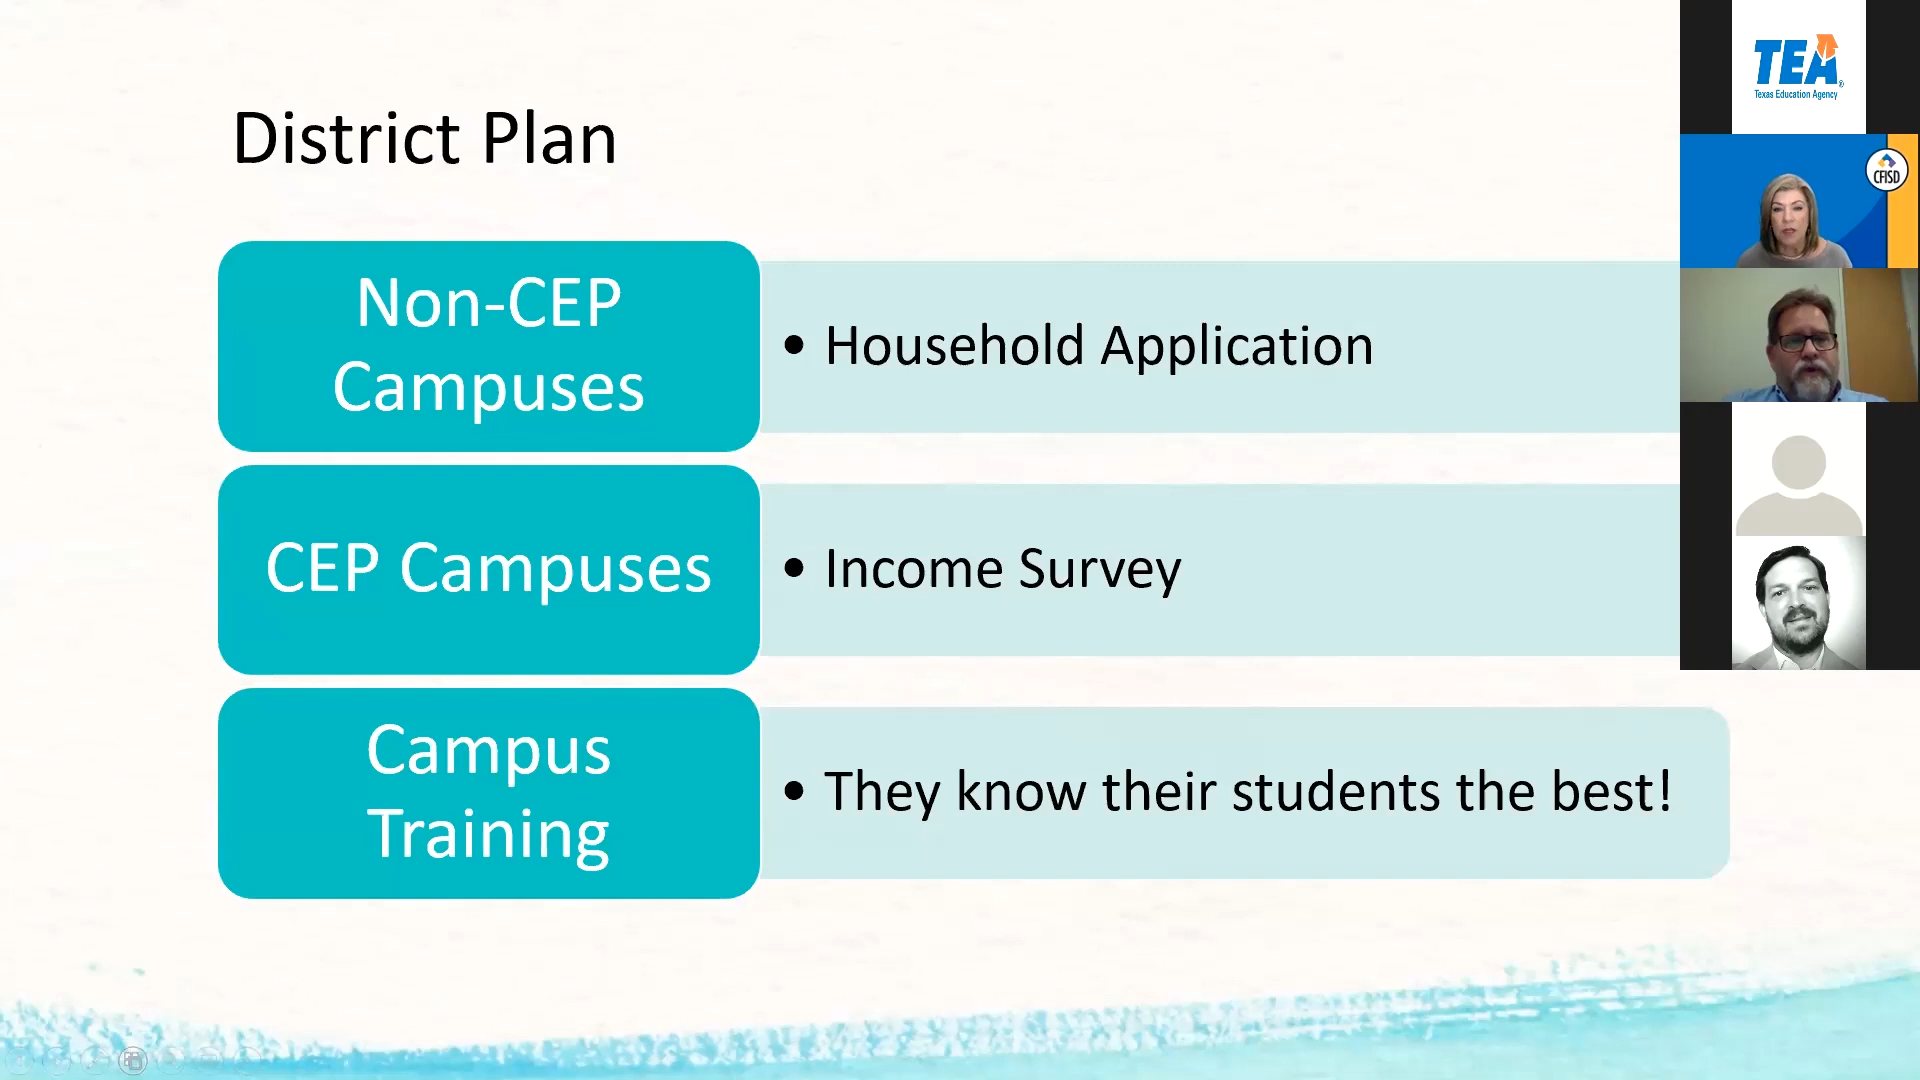 District Plan
Non-CEP
Campuses
• Household Application
CEP Campuses
• Income Survey
Campus
Training
• They know their students the best!
TEA
Texas Education Agency
CFISD